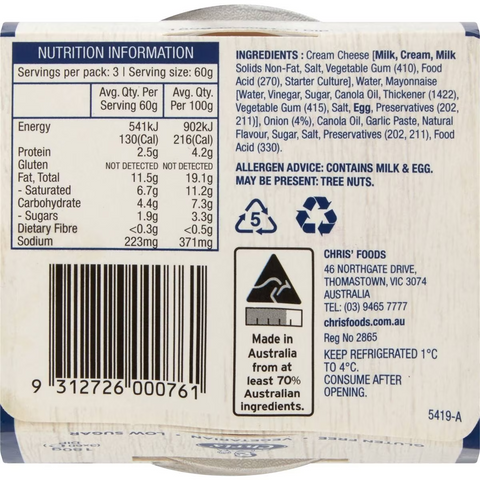 NUTRITION INFORMATION
Servings per pack: 3 | Serving size: 60g
Avg. Qty. Per Serving 60g Avg. Qty. Per 100g
Energy 541kJ 902kJ
130(Cal) 216(Cal)
Protein 2.5g 4.2g
Gluten NOT DETECTED NOT DETECTED
Fat, Total 11.5g 19.1g
- Saturated 6.7g 11.2g
Carbohydrate 4.4g 7.3g
- Sugars 1.9g 3.3g
Dietary Fibre <0.3g <0.5g
Sodium 223mg 371mg
INGREDIENTS : Cream Cheese [Milk, Cream, Milk
Solids Non-Fat, Salt, Vegetable Gum (410), Food
Acid (270), Starter Culture], Water, Mayonnaise
[Water, Vinegar, Sugar, Canola Oil, Thickener (1422),
Vegetable Gum (415), Salt, Egg, Preservatives (202,
211)], Onion (4%), Canola Oil, Garlic Paste, Natural
Flavour, Sugar, Salt, Preservatives (202, 211), Food
Acid (330).
ALLERGEN ADVICE: CONTAINS MILK & EGG.
MAY BE PRESENT: TREE NUTS.
5
Made in
Australia
from at
least 70%
Australian
ingredients.
CHRIS' FOODS
46 NORTHGATE DRIVE,
THOMASTOWN, VIC 3074
AUSTRALIA
TEL: (03) 9465 7777
chrisfoods.com.au
Reg No 2865
KEEP REFRIGERATED 1°C
TO 4°C.
CONSUME AFTER
OPENING.
5419-A
9 312726 000761
GLUTEN FREE • VEGETARIAN • LOW SUGAR